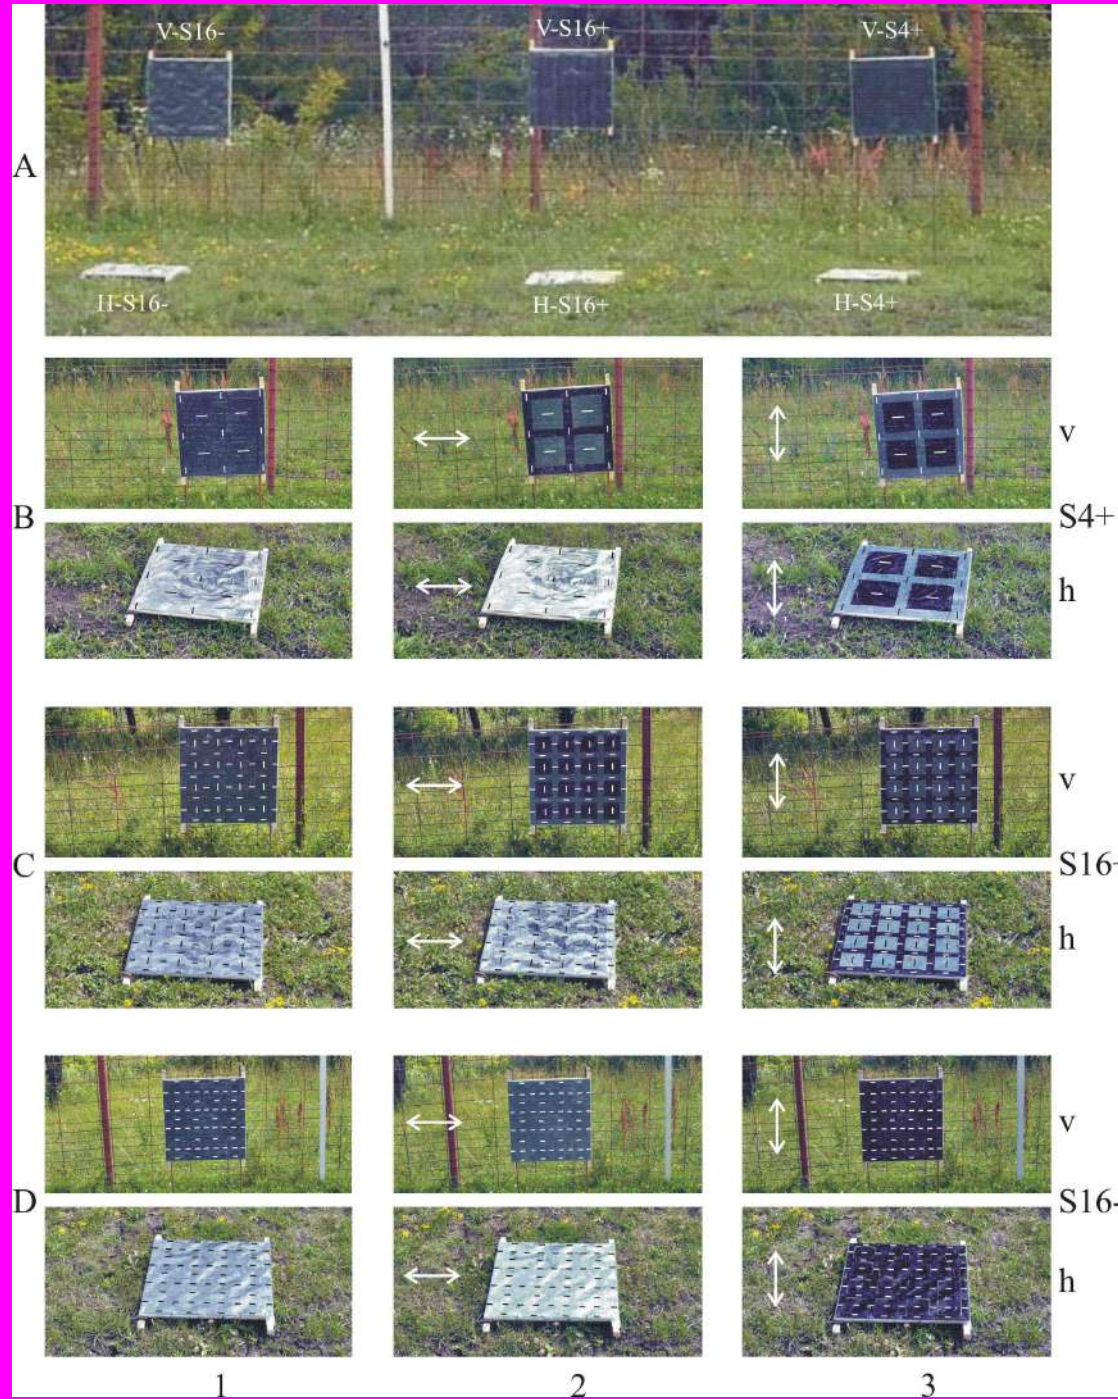 V-S16-
V-S16+
V-S4+
A
H-S16-
H-S16+
H-S4+
v
B
S4+
h
v
C
S16+
h
v
D
S16-
h
1
2
3